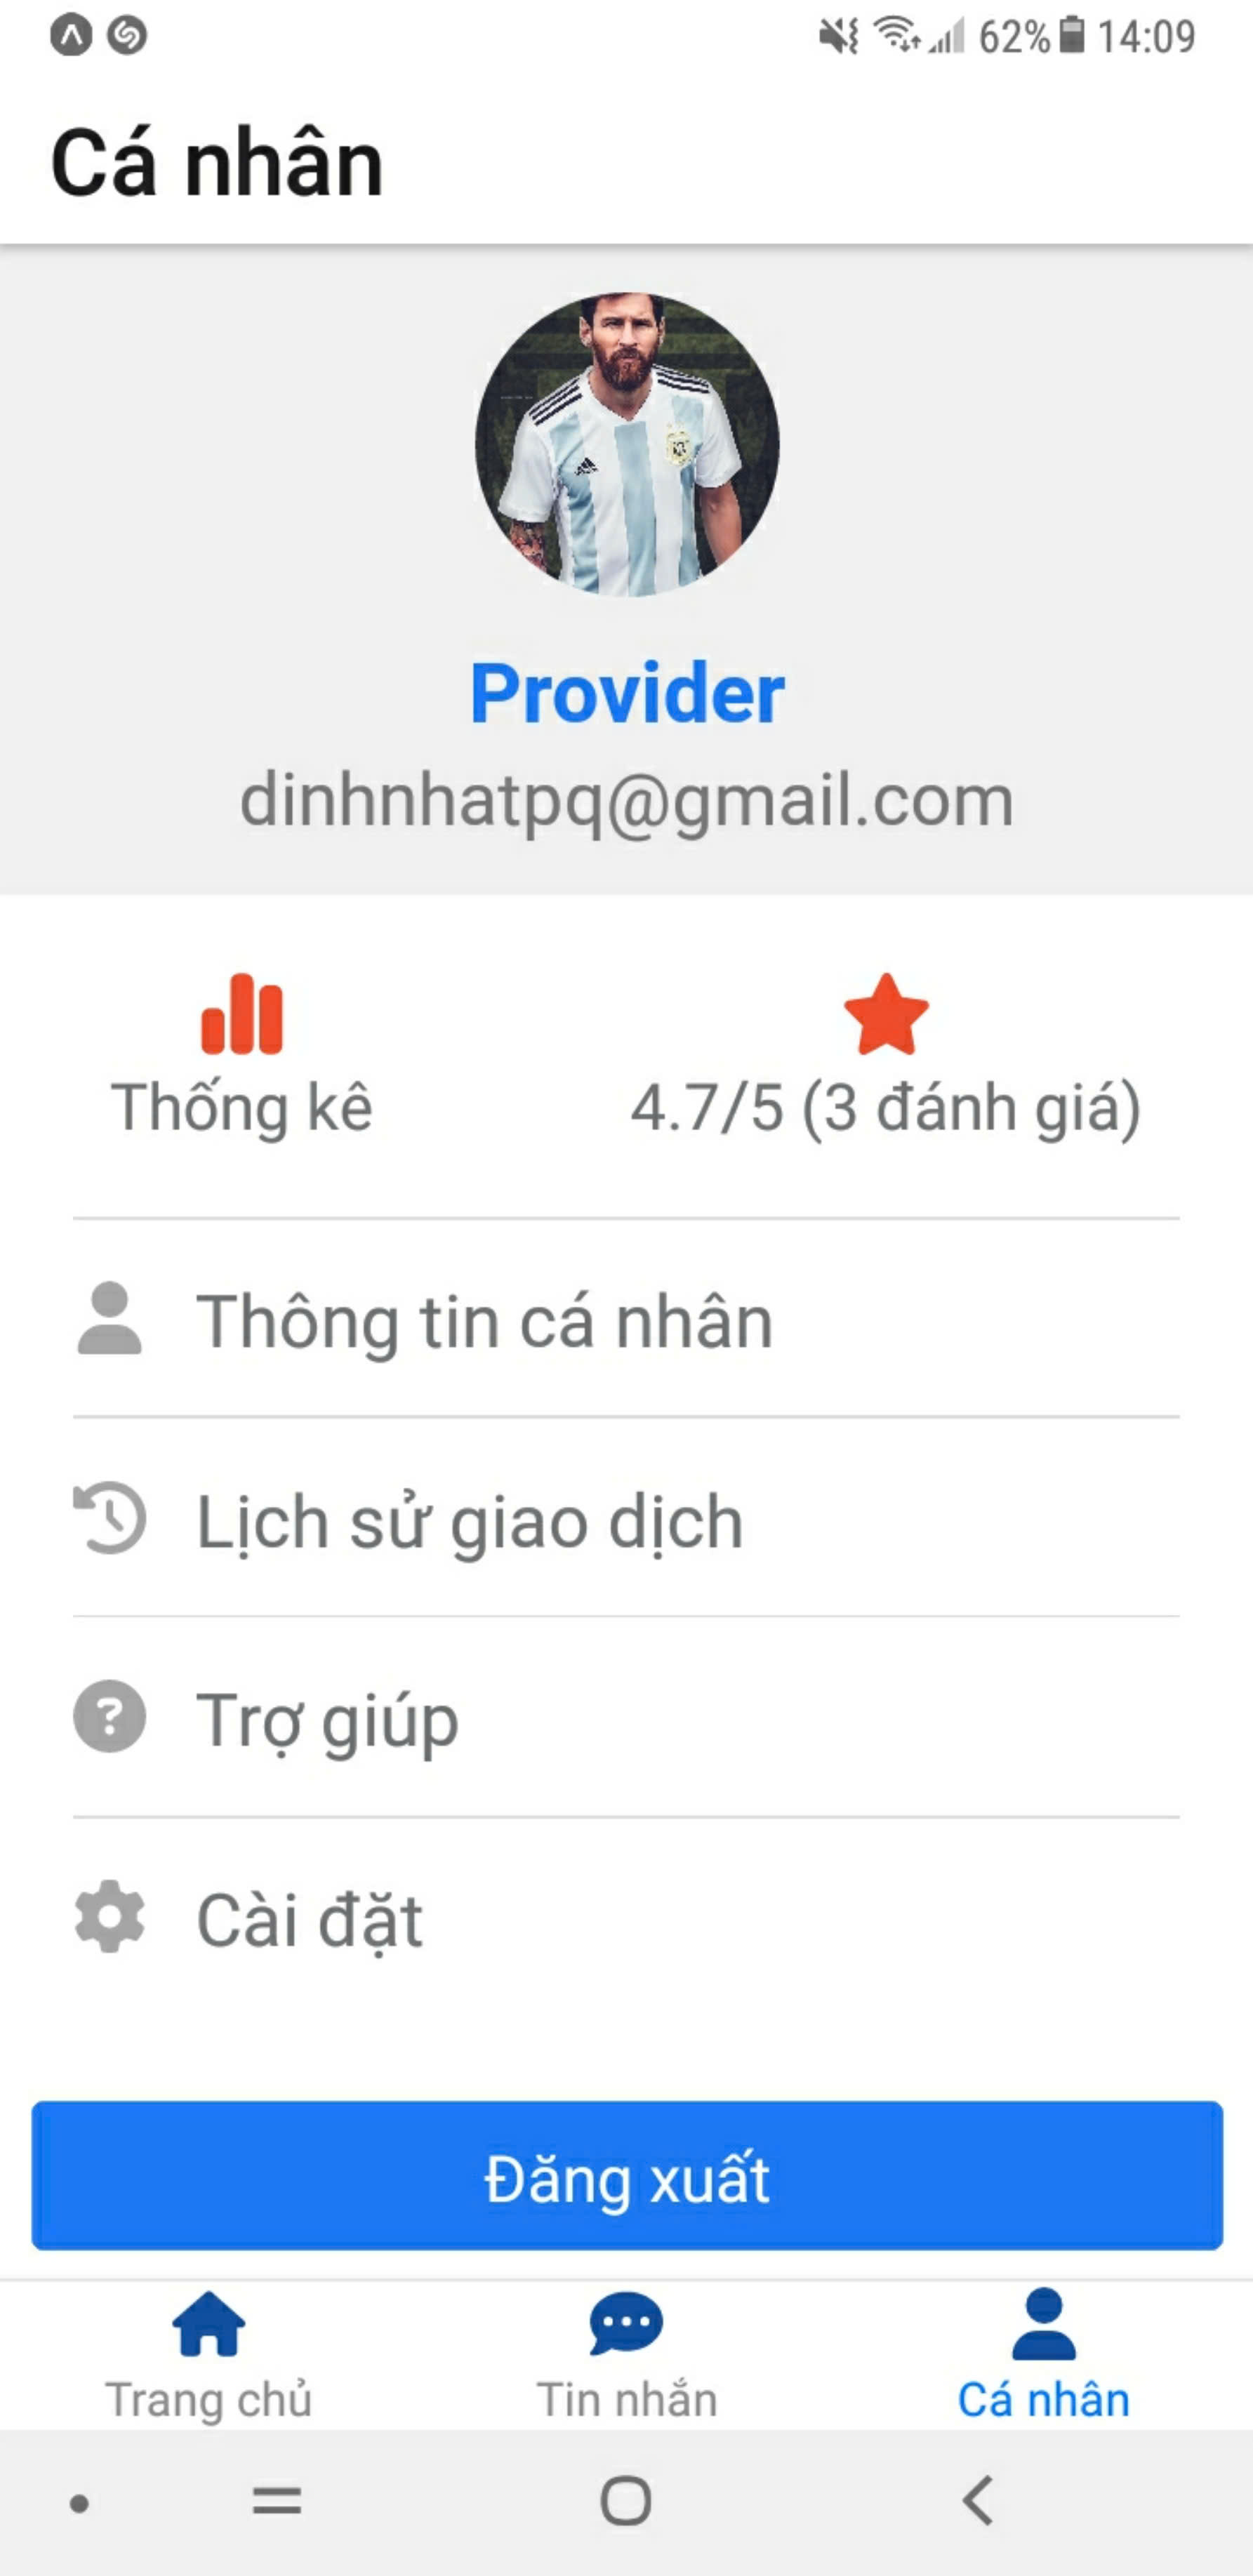 62% 14:09
Cá nhân
Provider
dinhnhatpq@gmail.com
Thống kê
4.7/5 (3 đánh giá)
Thông tin cá nhân
Lịch sử giao dịch
Trợ giúp
Cài đặt
Đăng xuất
Trang chủ
Tin nhắn
Cá nhân